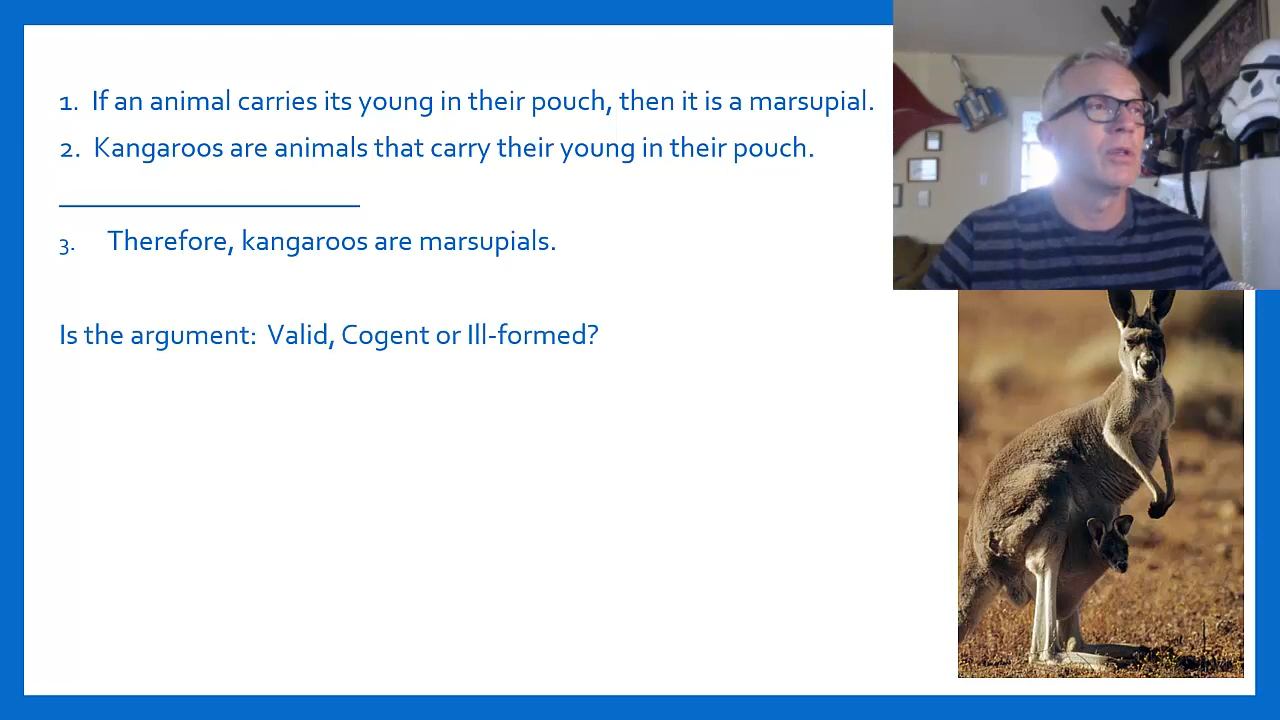 1. If an animal carries its young in their pouch, then it is a marsupial.
2. Kangaroos are animals that carry their young in their pouch.
3. Therefore, kangaroos are marsupials.
Is the argument: Valid, Cogent or Ill-formed?